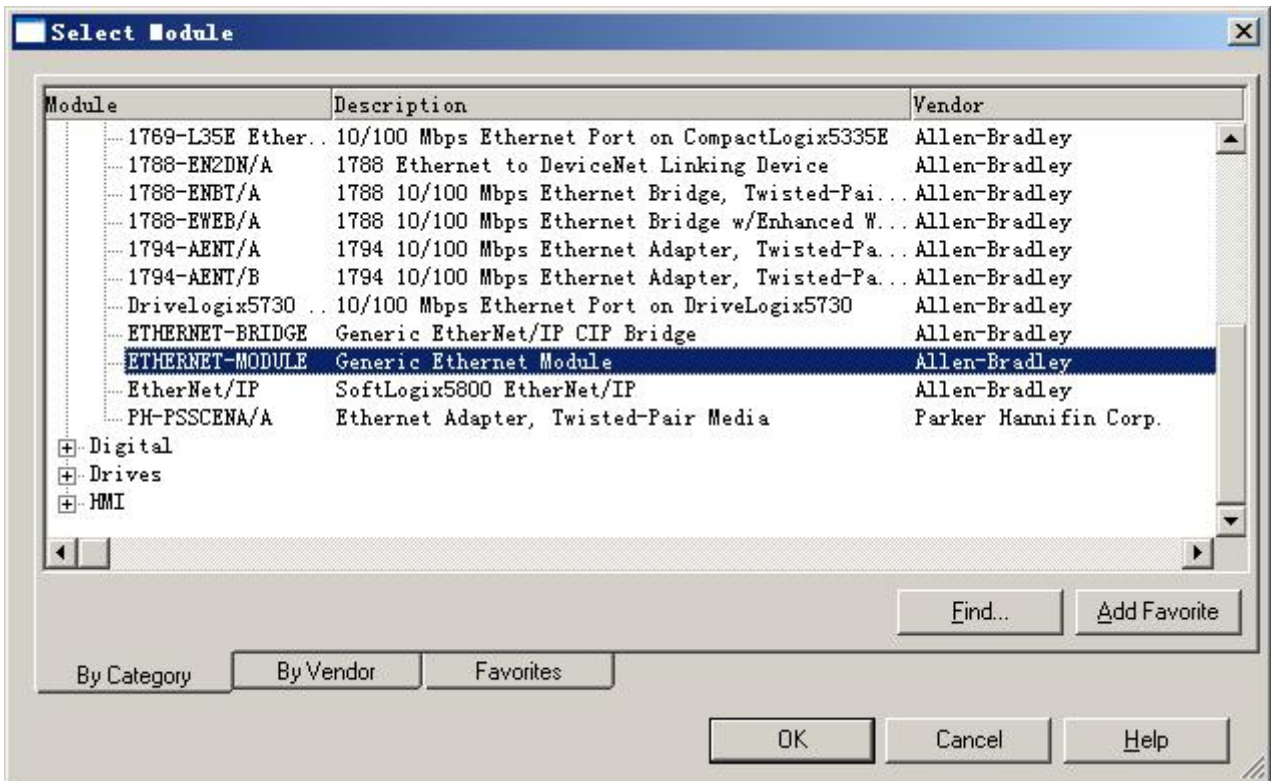 Select Module
Module Description Vendor
1769-L35E Ether.. 10/100 Mbps Ethernet Port on CompactLogix5335E Allen-Bradley
1788-EN2DN/A 1788 Ethernet to DeviceNet Linking Device Allen-Bradley
1788-ENBT/A 1788 10/100 Mbps Ethernet Bridge, Twisted-Pai... Allen-Bradley
1788-EWEB/A 1788 10/100 Mbps Ethernet Bridge w/Enhanced W... Allen-Bradley
1794-AENT/A 1794 10/100 Mbps Ethernet Adapter, Twisted-Pa... Allen-Bradley
1794-AENT/B 1794 10/100 Mbps Ethernet Adapter, Twisted-Pa... Allen-Bradley
Drivelogix5730 .. 10/100 Mbps Ethernet Port on DriveLogix5730 Allen-Bradley
ETHERNET-BRIDGE Generic EtherNet/IP CIP Bridge Allen-Bradley
ETHERNET-MODULE Generic Ethernet Module Allen-Bradley
EtherNet/IP SoftLogix5800 EtherNet/IP Allen-Bradley
PH-PSSCENA/A Ethernet Adapter, Twisted-Pair Media Parker Hannifin Corp.
Digital
Drives
HMI
Find... Add Favorite
By Category By Vendor Favorites
OK Cancel Help